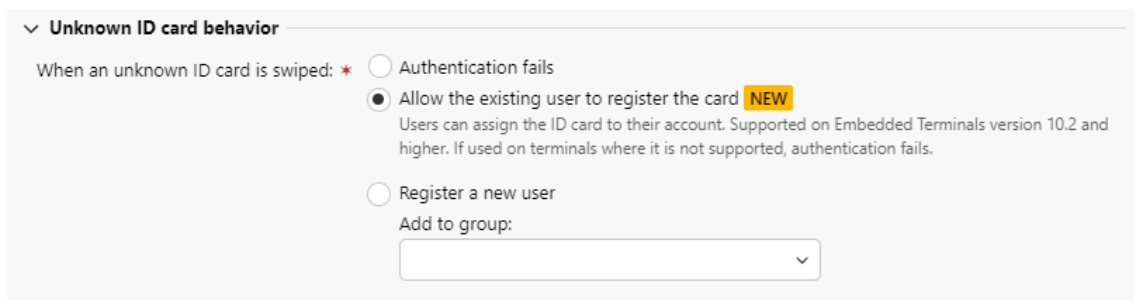 Unknown ID card behavior
When an unknown ID card is swiped: * Authentication fails
Allow the existing user to register the card NEW
Users can assign the ID card to their account. Supported on Embedded Terminals version 10.2 and
higher. If used on terminals where it is not supported, authentication fails.
Register a new user
Add to group: